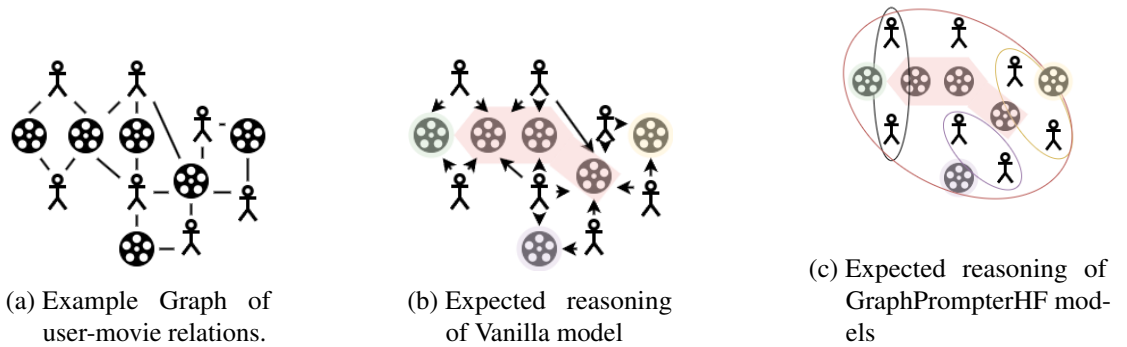 (a) Example Graph of
user-movie relations.
(b) Expected reasoning
of Vanilla model
(c) Expected reasoning of
GraphPrompterHF mod-
els